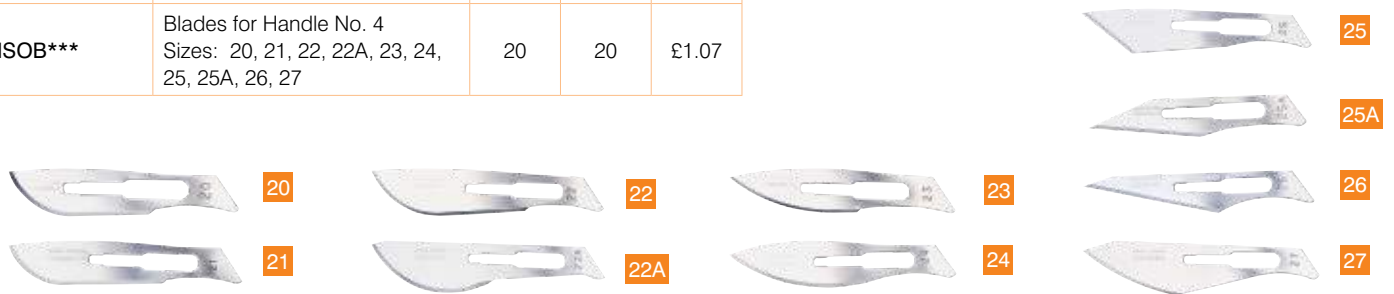 Blades for Handle No. 4
ISOB*** Sizes: 20, 21, 22, 22A, 23, 24, 20 20 £1.07
25, 25A, 26, 27
25
25A
20
22
23
26
21
22A
24
27